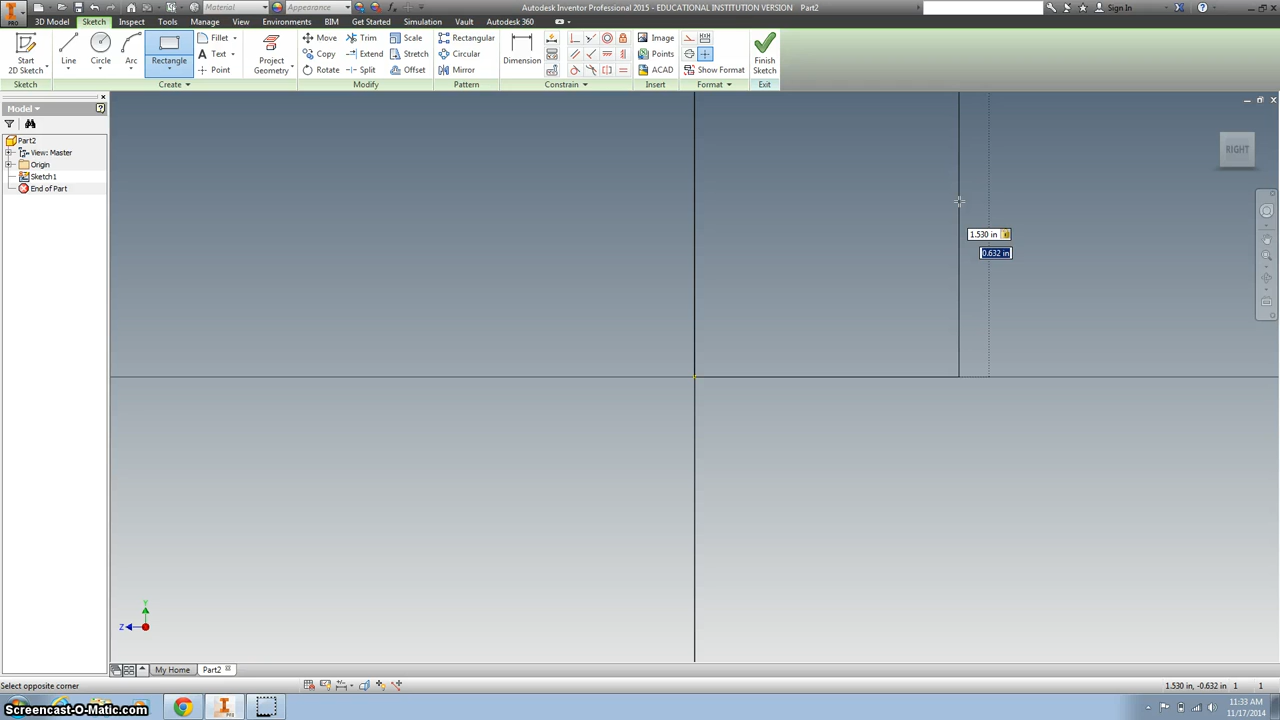 Autodesk Inventor Professional 2015 - EDUCATIONAL INSTITUTION VERSION Part2
Material
Appearance
Sign In
PRO
3D Model
Sketch
Inspect
Tools
Manage
View
Environments
BIM
Get Started
Simulation
Vault
Autodesk 360
Start
2D Sketch
Line
Circle
Arc
Rectangle
Fillet
Text
Point
Project
Geometry
Move
Copy
Rotate
Trim
Extend
Split
Scale
Stretch
Offset
Rectangular
Circular
Mirror
Dimension
Image
Points
ACAD
Show Format
Finish
Sketch
Sketch
Create
Modify
Pattern
Constrain
Insert
Format
Exit
Model
Part2
View: Master
Origin
Sketch1
End of Part
RIGHT
1.530 in
0.632 in
Y
Z
My Home
Part2
Select opposite corner
1.530 in, -0.632 in 1 1
Screencast-O-Matic.com
11:33 AM
11/17/2014